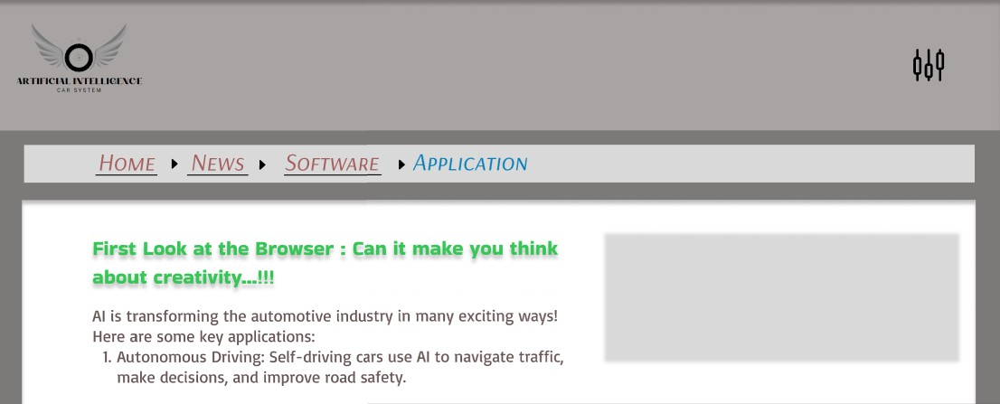 ARTIFICIAL INTELLIGENCE
CAR SYSTEM
HOME NEWS SOFTWARE APPLICATION
First Look at the Browser : Can it make you think
about creativity...!!!
AI is transforming the automotive industry in many exciting ways!
Here are some key applications:
1. Autonomous Driving: Self-driving cars use AI to navigate traffic,
make decisions, and improve road safety.